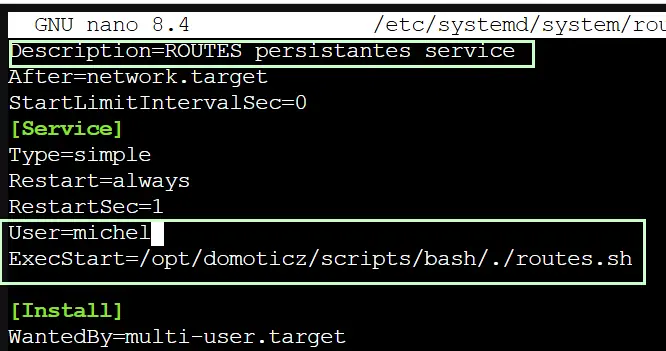 GNU nano 8.4 /etc/systemd/system/rou
Description=ROUTES persistantes service
After=network.target
StartLimitIntervalSec=0
[Service]
Type=simple
Restart=always
RestartSec=1
User=michel
ExecStart=/opt/domoticz/scripts/bash/./routes.sh
[Install]
WantedBy=multi-user.target